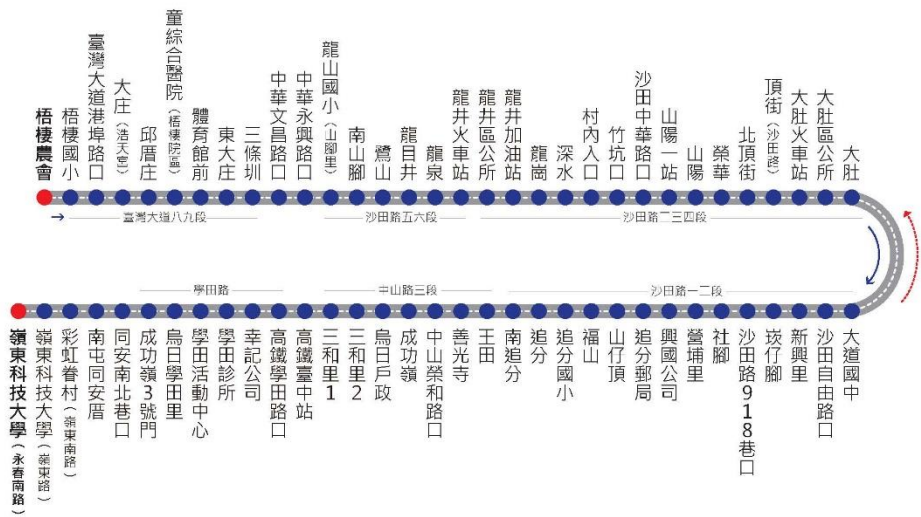 梧棲農會
梧棲國小
臺灣大道港埠路口
大庄（浩天宮）
邱厝庄
童綜合醫院（梧棲院區）
體育館前
東大庄
三條圳
中華文昌路口
中華永興路口
龍山國小（山腳里）
南山腳
鷺山
龍目井
龍泉
龍井火車站
龍井區公所
龍井加油站
龍崗
深水
村內入口
竹坑口
沙田中華路口
山陽一站
山陽
榮華
北頂街
頂街（沙田路）
大肚火車站
大肚區公所
大肚
臺灣大道八九段
沙田路五六段
沙田路二三四段
學田路
中山路三段
沙田路一二段
嶺東科技大學（永春南路）
嶺東科技大學（嶺東路）
彩虹眷村（嶺東南路）
南屯同安厝
同安南北巷口
成功嶺3號門
烏日學田里
學田活動中心
學田診所
幸記公司
高鐵學田路口
高鐵臺中站
三和里1
三和里2
烏日戶政
成功嶺
中山榮和路口
善光寺
王田
南追分
追分
追分國小
福山
山仔頂
追分郵局
興國公司
營埔里
社腳
沙田路918巷口
崁仔腳
新興里
沙田自由路口
大道國中